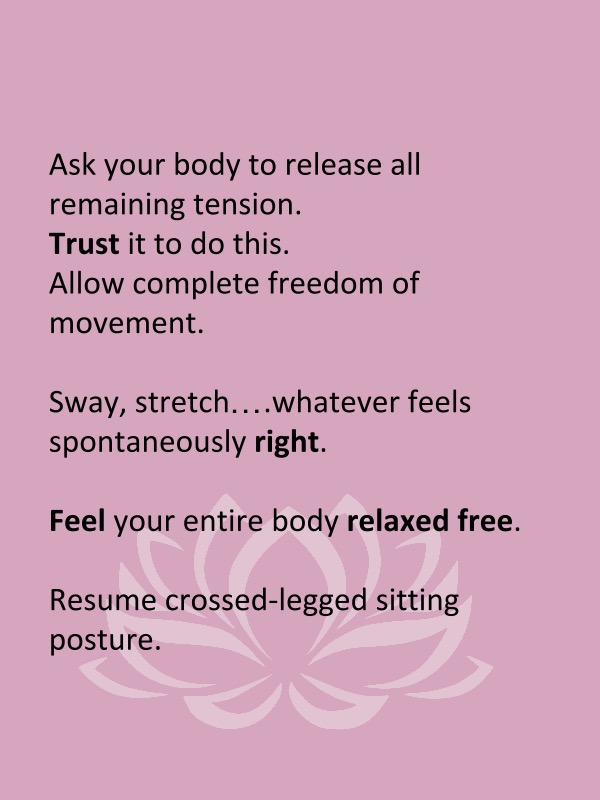 Ask your body to release all
remaining tension.
Trust it to do this.
Allow complete freedom of
movement.
Sway, stretch….whatever feels
spontaneously right.
Feel your entire body relaxed free.
Resume crossed-legged sitting
posture.